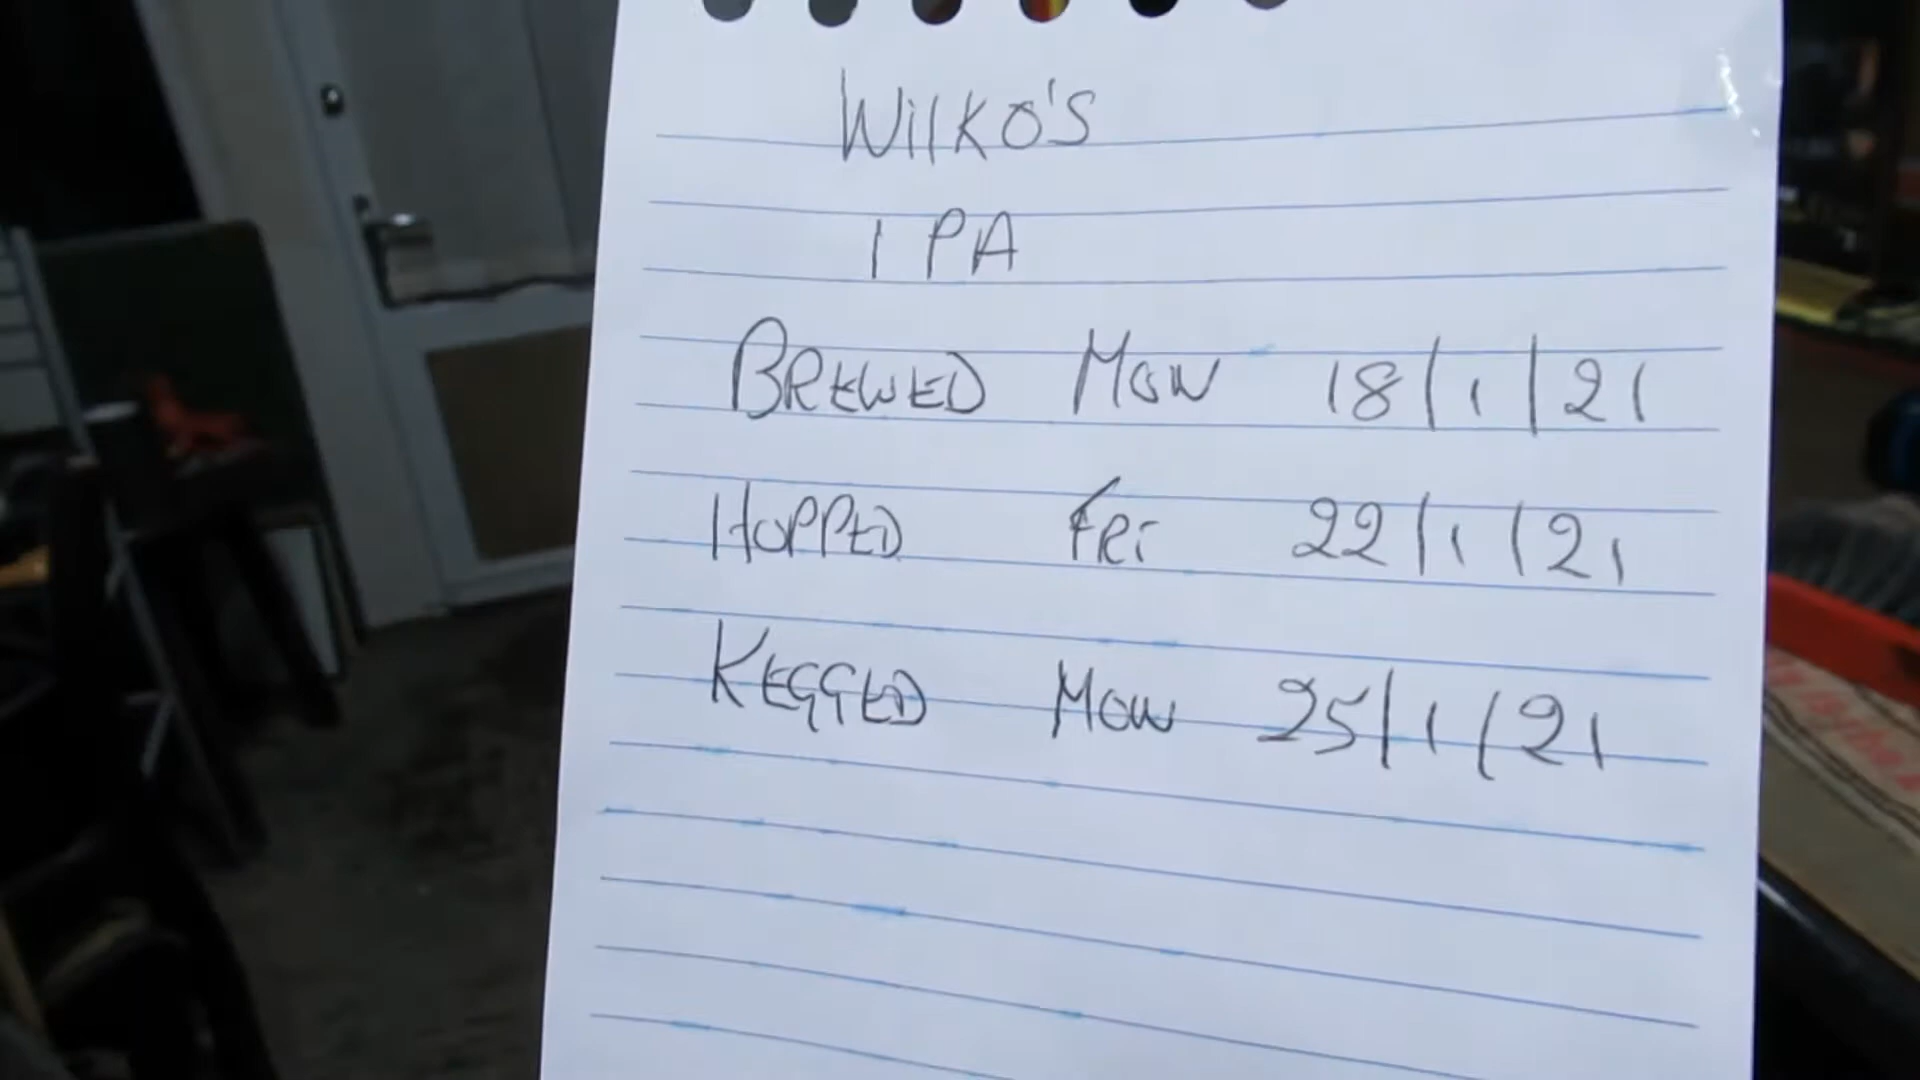 WilKO'S
IPA
BREWED MON 18/1/21
HOPPED FRi 22/1/21
KEGGED MON 25/1/21